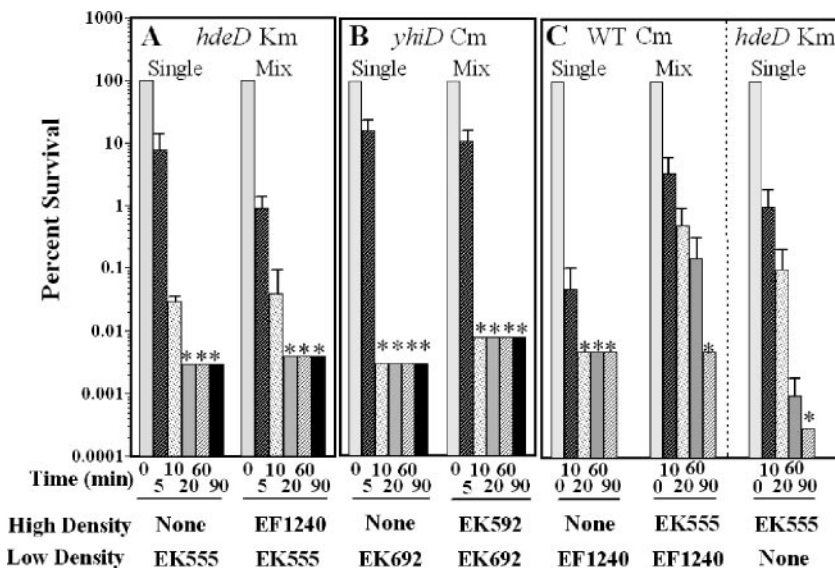 A hdeD Km
B yhiD Cm
C WT Cm hdeD Km
Single Mix Single Mix Single Mix Single
1000
100
10
1
0.1
0.01
0.001
0.0001
Percent Survival
*** *** **** **** *** * *
10 60 10 60 10 60 10 60 10 60 10 60 10 60
Time (min) 0 5 20 90 0 5 20 90 0 5 20 90 0 5 20 90 0 20 90 0 20 90 0 20 90
High Density None EF1240 None EK592 None EK555 EK555
Low Density EK555 EK555 EK692 EK692 EF1240 EF1240 None